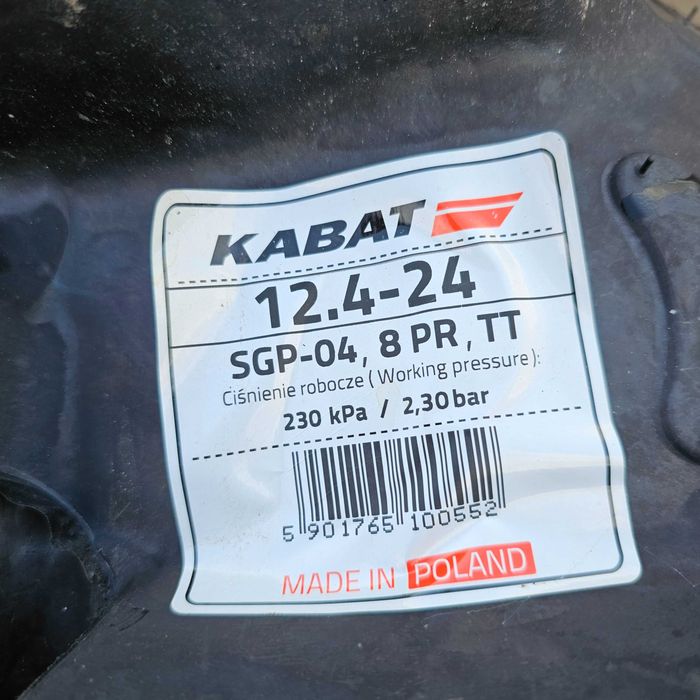 KABAT
12.4-24
SGP-04, 8 PR, TT
Ciśnienie robocze ( Working pressure ):
230 kPa / 2,30 bar
5 901765 100552
MADE IN POLAND